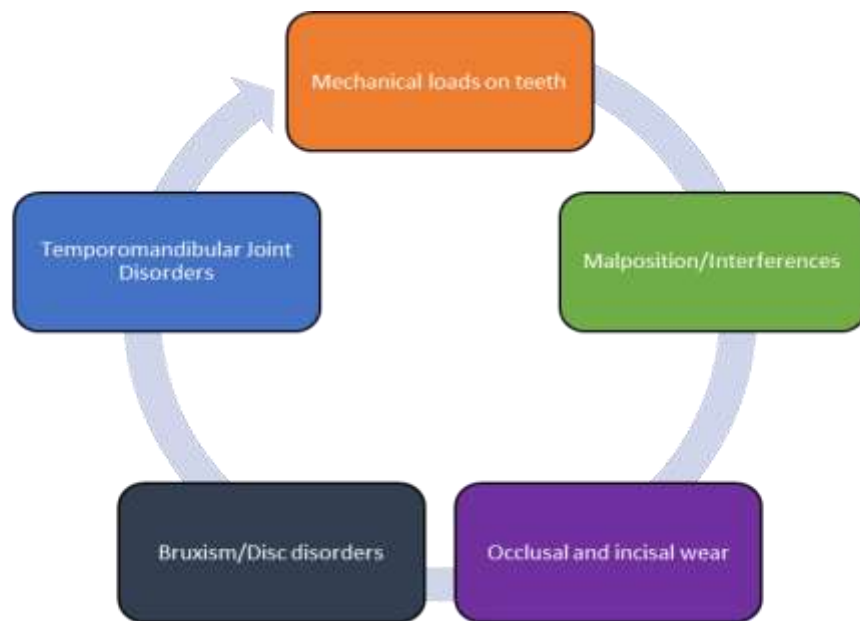 Mechanical loads on teeth
Malposition/Interferences
Occlusal and incisal wear
Bruxism/Disc disorders
Temporomandibular Joint
Disorders